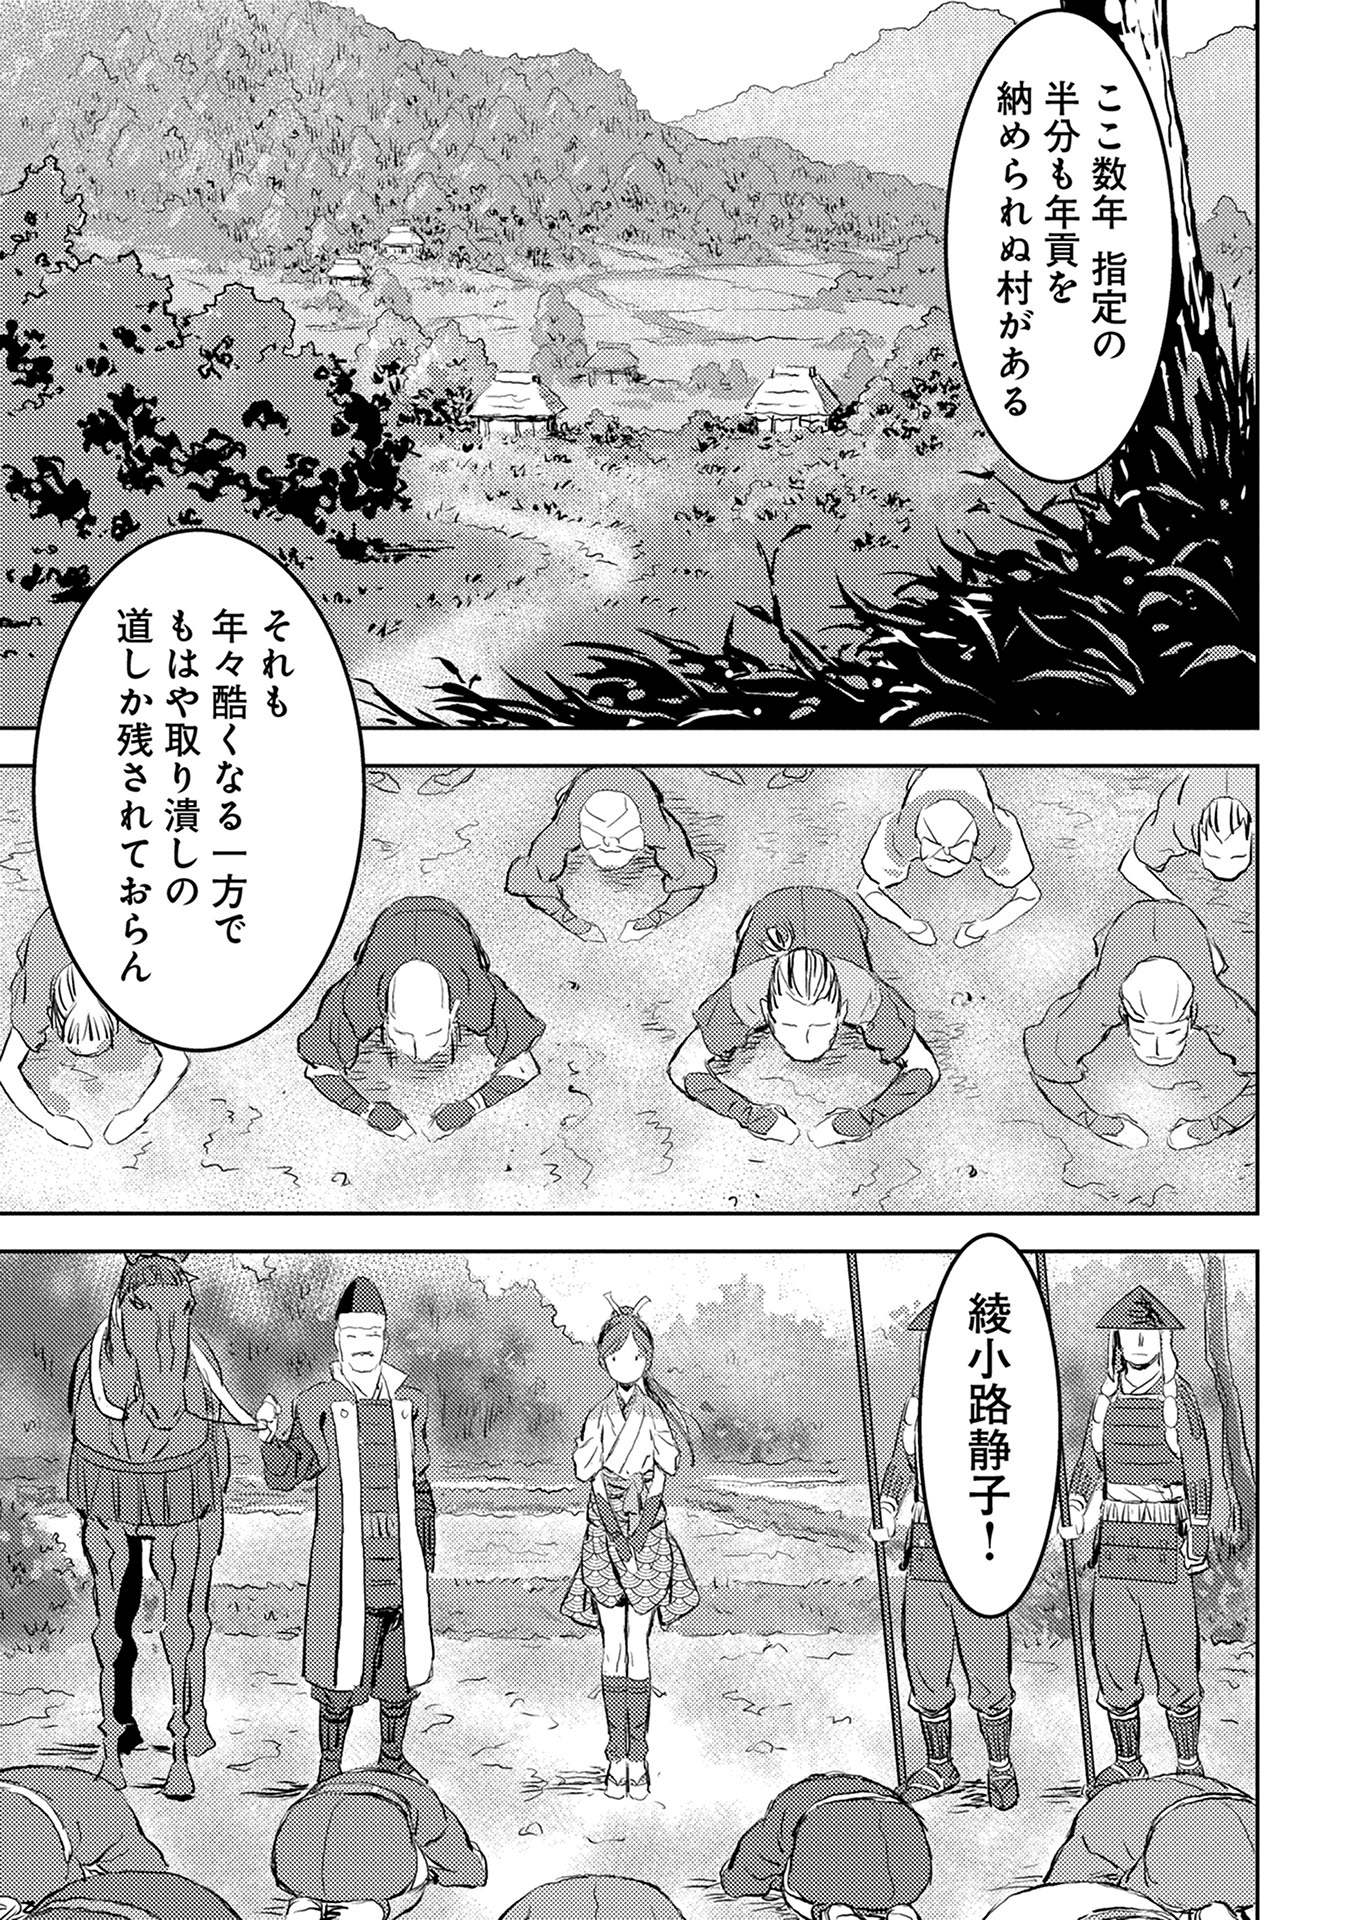 ここ数年 指定の
半分も年貢を
納められぬ村がある
それも
年々酷くなる一方で
もはや取り潰しの
道しか残されておらん
綾小路静子！